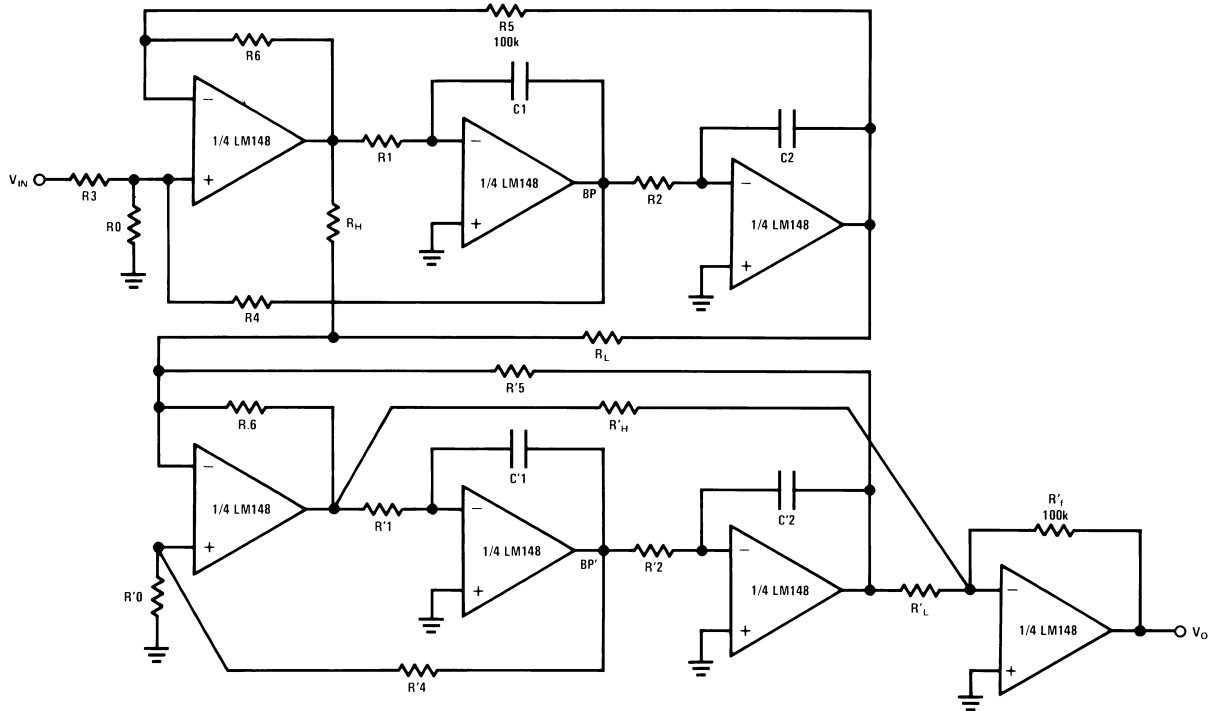 R5
100k
R6
−
1/4 LM148
+
C1
R1
−
1/4 LM148
+
C2
VIN
R3
R0
RH
BP
R2
−
1/4 LM148
+
R4
RL
R'5
R.6
R'H
−
1/4 LM148
+
C'1
R'1
−
1/4 LM148
+
C'2
R'f
100k
BP'
R'2
−
1/4 LM148
+
R'0
R'L
−
1/4 LM148
+
VO
R'4